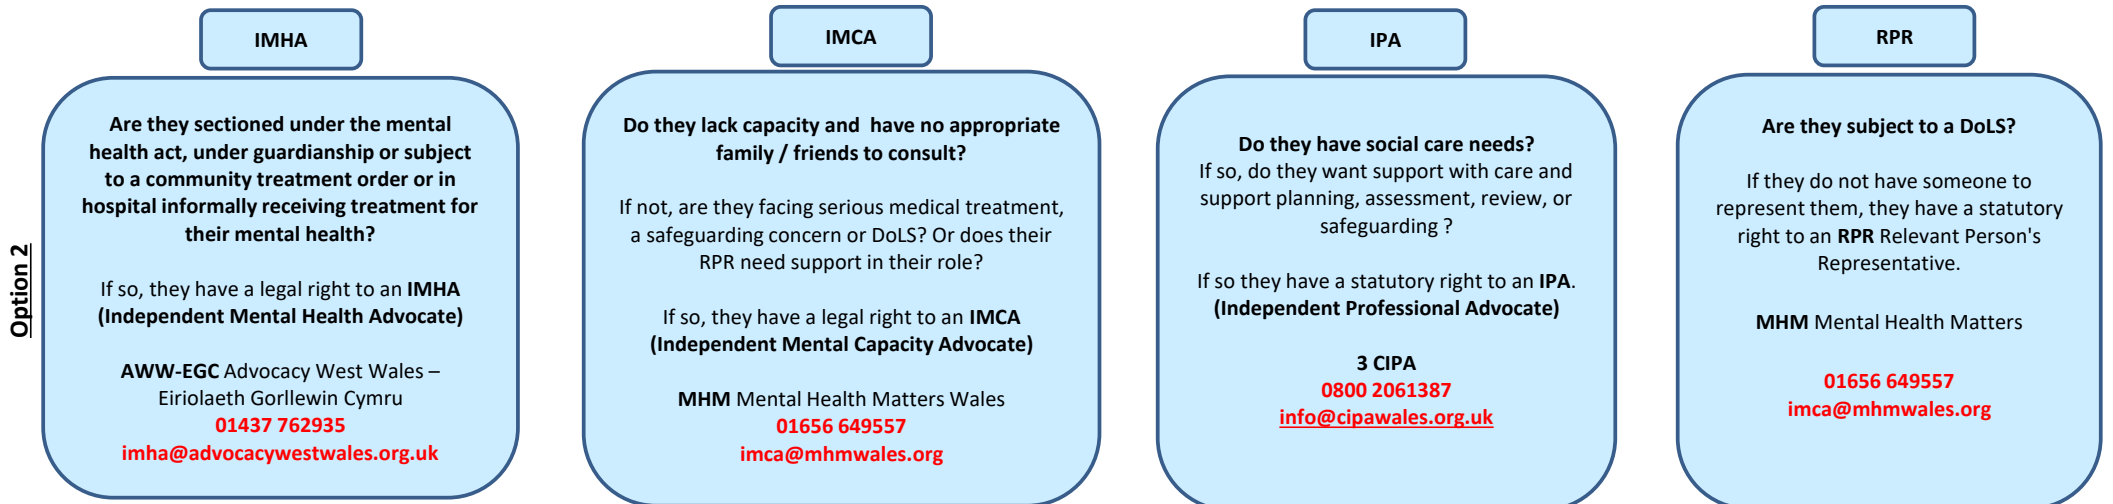 Option 2
IMHA
Are they sectioned under the mental
health act, under guardianship or subject
to a community treatment order or in
hospital informally receiving treatment for
their mental health?
If so, they have a legal right to an IMHA
(Independent Mental Health Advocate)
AWW-EGC Advocacy West Wales –
Eiriolaeth Gorllewin Cymru
01437 762935
imha@advocacywestwales.org.uk
IMCA
Do they lack capacity and have no appropriate
family / friends to consult?
If not, are they facing serious medical treatment,
a safeguarding concern or DoLS? Or does their
RPR need support in their role?
If so, they have a legal right to an IMCA
(Independent Mental Capacity Advocate)
MHM Mental Health Matters Wales
01656 649557
imca@mhmwales.org
IPA
Do they have social care needs?
If so, do they want support with care and
support planning, assessment, review, or
safeguarding ?
If so they have a statutory right to an IPA.
(Independent Professional Advocate)
3 CIPA
0800 2061387
info@cipawales.org.uk
RPR
Are they subject to a DoLS?
If they do not have someone to
represent them, they have a statutory
right to an RPR Relevant Person's
Representative.
MHM Mental Health Matters
01656 649557
imca@mhmwales.org